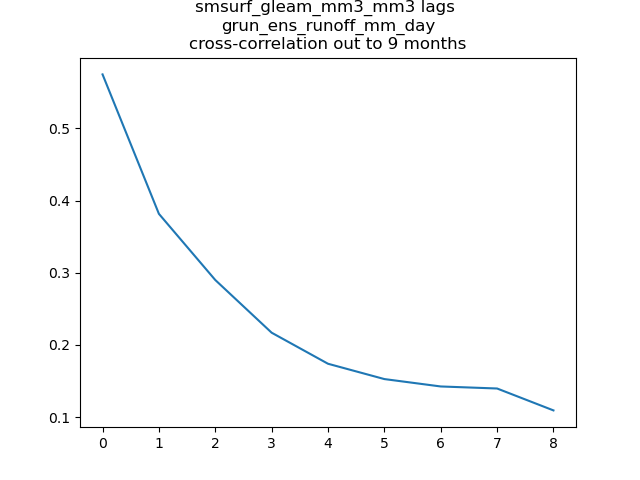 smsurf_gleam_mm3_mm3 lags
grun_ens_runoff_mm_day
cross-correlation out to 9 months
0.5
0.4
0.3
0.2
0.1
0 1 2 3 4 5 6 7 8